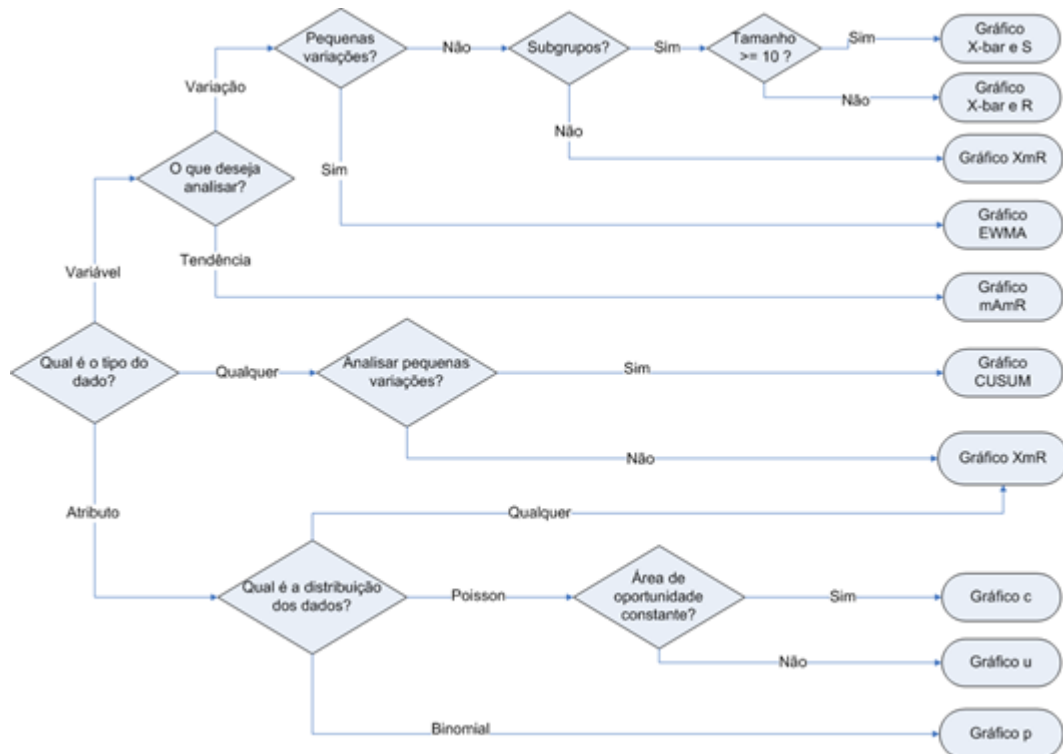 Pequenas
variações?
Não
Subgrupos?
Sim
Tamanho
>= 10 ?
Sim
Gráfico
X-bar e S
Variação
Não
Gráfico
X-bar e R
Não
Gráfico XmR
O que deseja
analisar?
Sim
Gráfico
EWMA
Tendência
Variável
Gráfico
mAmR
Qual é o tipo do
dado?
Qualquer
Analisar pequenas
variações?
Sim
Gráfico
CUSUM
Não
Gráfico XmR
Atributo
Qualquer
Qual é a distribuição
dos dados?
Poisson
Área de
oportunidade
constante?
Sim
Gráfico c
Não
Gráfico u
Binomial
Gráfico p